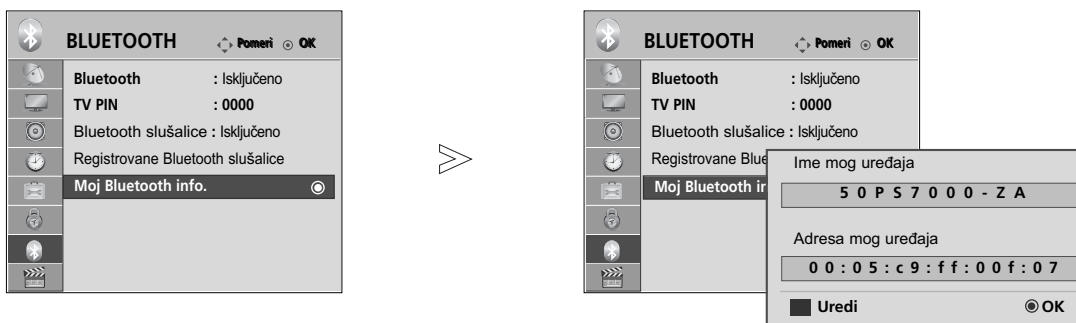 BLUETOOTH Pomeri OK
Bluetooth : Isključeno
TV PIN : 0000
Bluetooth slušalice : Isključeno
Registrovane Bluetooth slušalice
Moj Bluetooth info.
BLUETOOTH Pomeri OK
Bluetooth : Isključeno
TV PIN : 0000
Bluetooth slušalice : Isključeno
Registrovane Blue
Moj Bluetooth ir
Ime mog uređaja
50PS7000-ZA
Adresa mog uređaja
00:05:c9:ff:00f:07
Uredi OK